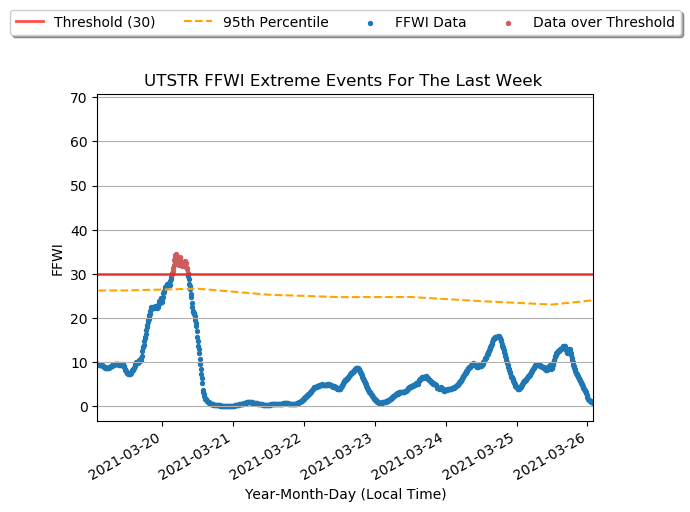 Threshold (30) 95th Percentile FFWI Data Data over Threshold
UTSTR FFWI Extreme Events For The Last Week
70
60
50
40
30
20
10
0
FFWI
2021-03-20 2021-03-21 2021-03-22 2021-03-23 2021-03-24 2021-03-25 2021-03-26
Year-Month-Day (Local Time)